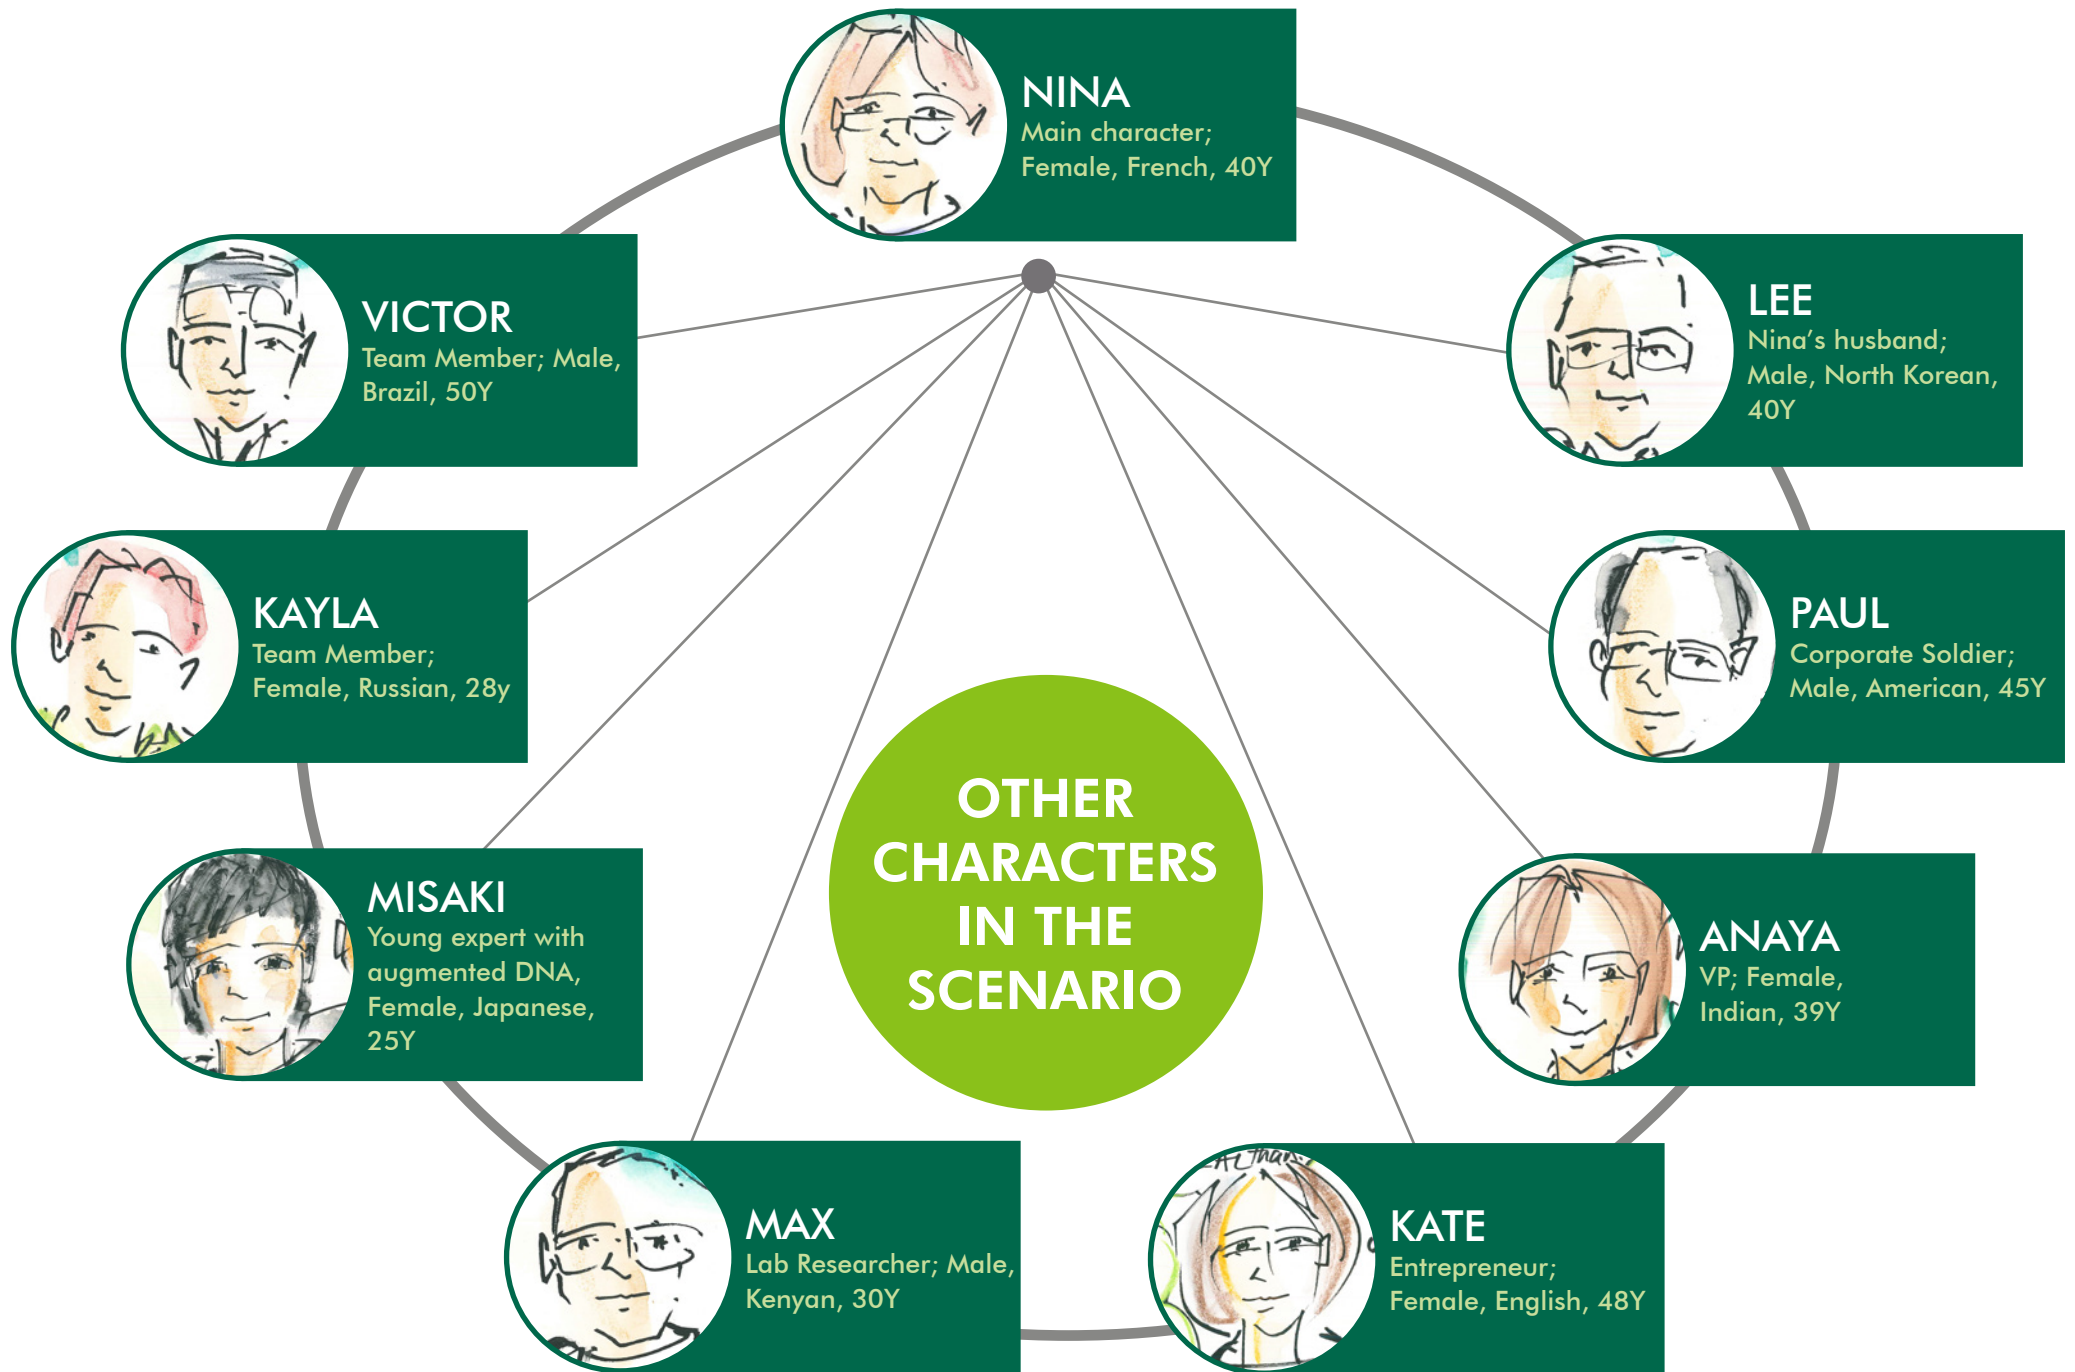 NINA
Main character;
Female, French, 40Y
VICTOR
Team Member; Male,
Brazil, 50Y
LEE
Nina’s husband;
Male, North Korean,
40Y
KAYLA
Team Member;
Female, Russian, 28y
PAUL
Corporate Soldier;
Male, American, 45Y
OTHER
CHARACTERS
IN THE
SCENARIO
MISAKI
Young expert with
augmented DNA,
Female, Japanese,
25Y
ANAYA
VP; Female,
Indian, 39Y
MAX
Lab Researcher; Male,
Kenyan, 30Y
KATE
Entrepreneur;
Female, English, 48Y